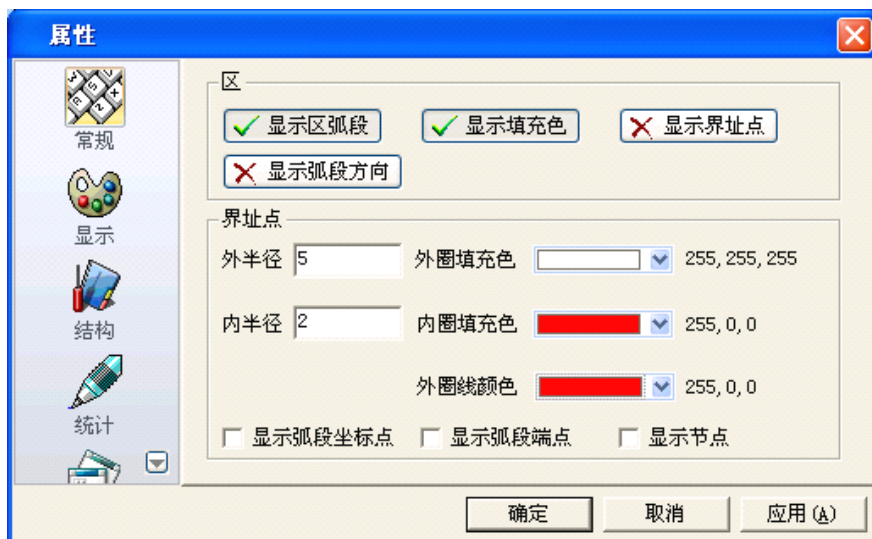 属性
常规
显示
结构
统计
区
显示区弧段 显示填充色 显示界址点
显示弧段方向
界址点
外半径 5 外圈填充色 255, 255, 255
内半径 2 内圈填充色 255, 0, 0
外圈线颜色 255, 0, 0
显示弧段坐标点 显示弧段端点 显示节点
确定 取消 应用(A)